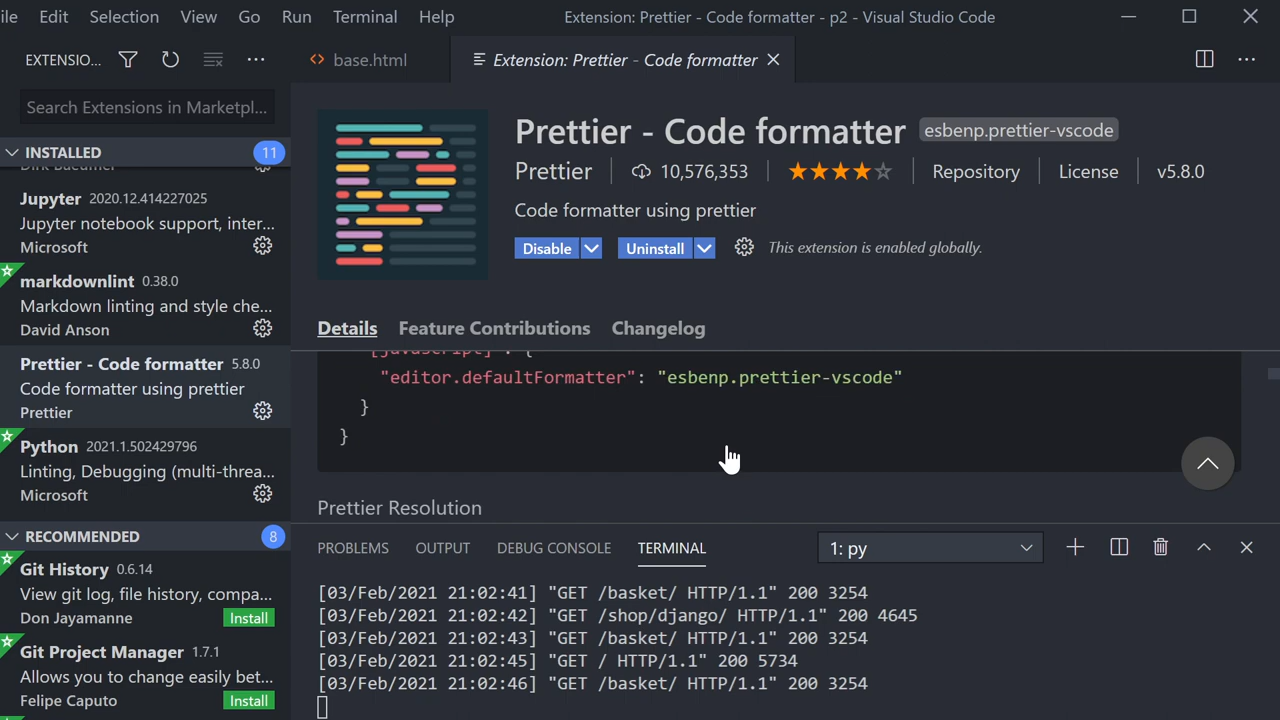 ile Edit Selection View Go Run Terminal Help Extension: Prettier - Code formatter - p2 - Visual Studio Code
EXTENSIO... base.html Extension: Prettier - Code formatter
Search Extensions in Marketpl...
INSTALLED 11
Dirk Baeumer
Jupyter 2020.12.414227025
Jupyter notebook support, inter...
Microsoft
markdownlint 0.38.0
Markdown linting and style che...
David Anson
Prettier - Code formatter 5.8.0
Code formatter using prettier
Prettier
Python 2021.1.502429796
Linting, Debugging (multi-threa...
Microsoft
RECOMMENDED 8
Git History 0.6.14
View git log, file history, compa...
Don Jayamanne Install
Git Project Manager 1.7.1
Allows you to change easily bet...
Felipe Caputo Install
Prettier - Code formatter esbenp.prettier-vscode
Prettier 10,576,353 Repository License v5.8.0
Code formatter using prettier
Disable Uninstall This extension is enabled globally.
Details Feature Contributions Changelog
"[javascript]": {
"editor.defaultFormatter": "esbenp.prettier-vscode"
}
}
Prettier Resolution
PROBLEMS OUTPUT DEBUG CONSOLE TERMINAL 1: py
[03/Feb/2021 21:02:41] "GET /basket/ HTTP/1.1" 200 3254
[03/Feb/2021 21:02:42] "GET /shop/django/ HTTP/1.1" 200 4645
[03/Feb/2021 21:02:43] "GET /basket/ HTTP/1.1" 200 3254
[03/Feb/2021 21:02:45] "GET / HTTP/1.1" 200 5734
[03/Feb/2021 21:02:46] "GET /basket/ HTTP/1.1" 200 3254